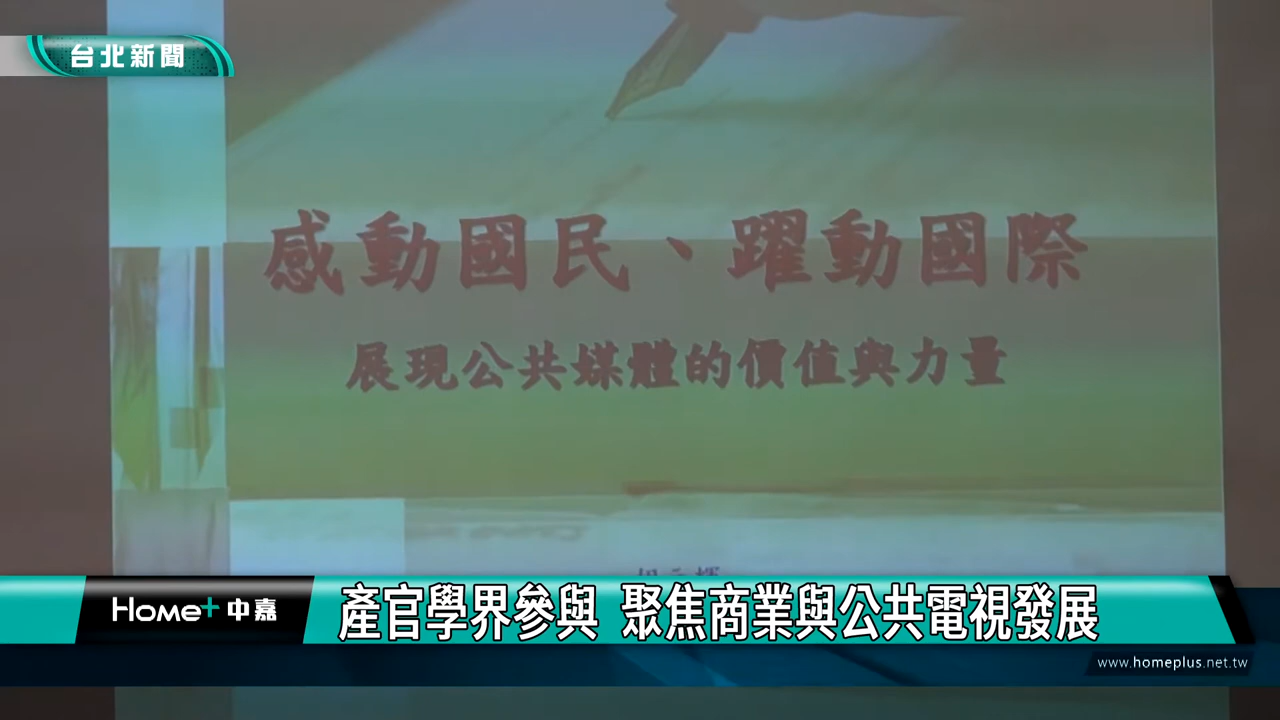 台北新聞
感動國民、躍動國際
展現公共媒體的價值與力量
Home+中嘉
產官學界參與 聚焦商業與公共電視發展
www.homeplus.net.tw